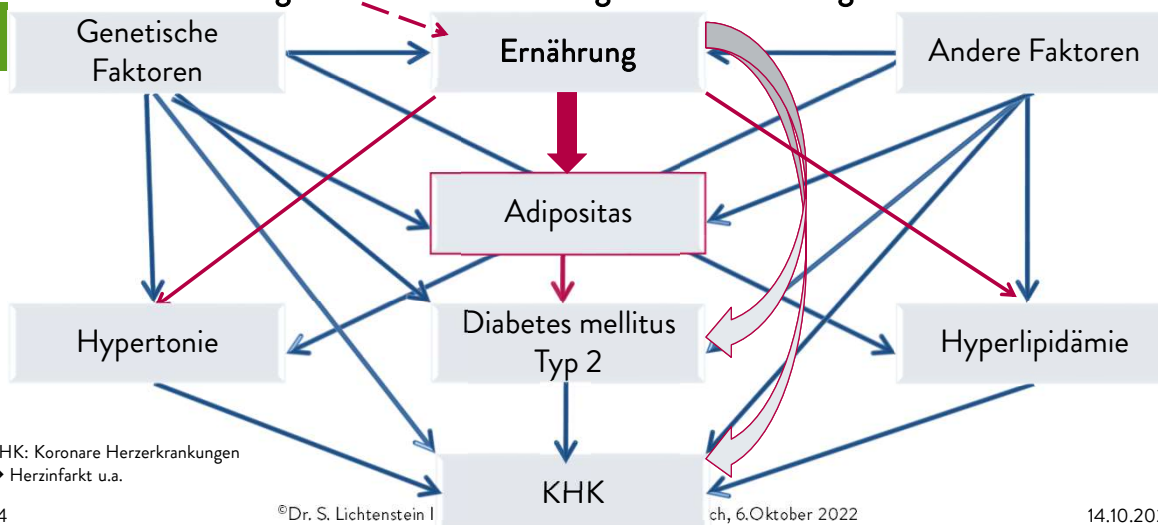 Genetische
Faktoren
Ernährung
Andere Faktoren
Adipositas
Hypertonie
Diabetes mellitus
Typ 2
Hyperlipidämie
HK: Koronare Herzerkrankungen
Herzinfarkt u.a.
KHK
4
©Dr. S. Lichtenstein I
ch, 6.Oktober 2022
14.10.20